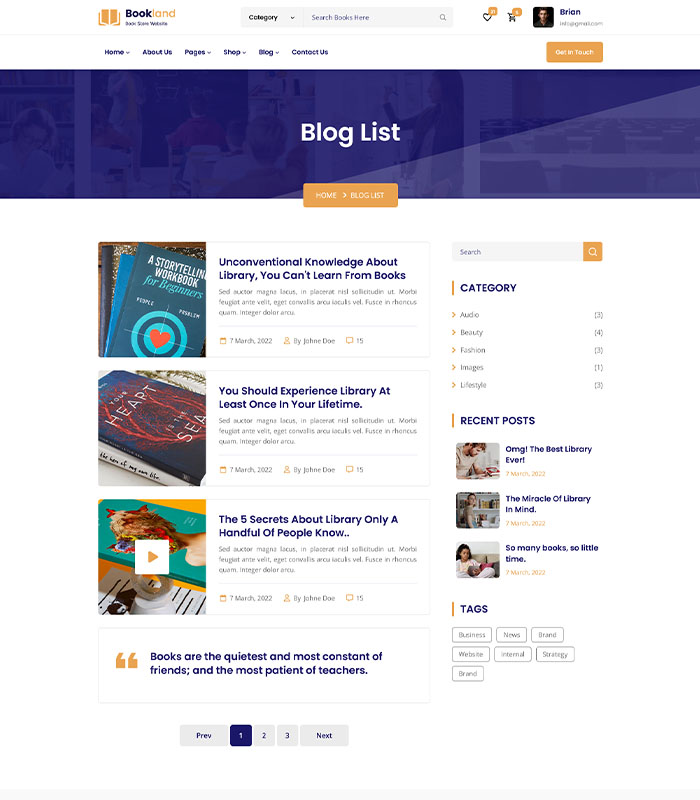 Bookland
Book Store Website
Category
Search Books Here
21
5
Brian
info@gmail.com
Home
About Us
Pages
Shop
Blog
Contact Us
Get In Touch
Blog List
HOME
BLOG LIST
A STORYTELLING
WORKBOOK
for Beginners
PEOPLE
PROBLEM
Unconventional Knowledge About
Library, You Can't Learn From Books
Sed auctor magna lacus, in placerat nisl sollicitudin ut. Morbi
feugiat ante velit, eget convallis arcu iaculis vel. Fusce in rhoncus
quam. Integer dolor arcu.
7 March, 2022
By Johne Doe
15
YOUR
HEART
IS THE
SEA
the hem of my own life.
You Should Experience Library At
Least Once In Your Lifetime.
Sed auctor magna lacus, in placerat nisl sollicitudin ut. Morbi
feugiat ante velit, eget convallis arcu iaculis vel. Fusce in rhoncus
quam. Integer dolor arcu.
7 March, 2022
By Johne Doe
15
The 5 Secrets About Library Only A
Handful Of People Know..
Sed auctor magna lacus, in placerat nisl sollicitudin ut. Morbi
feugiat ante velit, eget convallis arcu iaculis vel. Fusce in rhoncus
quam. Integer dolor arcu.
7 March, 2022
By Johne Doe
15
Books are the quietest and most constant of
friends; and the most patient of teachers.
Prev
1
2
3
Next
Search
CATEGORY
Audio (3)
Beauty (4)
Fashion (3)
Images (1)
Lifestyle (3)
RECENT POSTS
Omg! The Best Library
Ever!
7 March, 2022
The Miracle Of Library
In Mind.
7 March, 2022
So many books, so little
time.
7 March, 2022
TAGS
Business
News
Brand
Website
Internal
Strategy
Brand